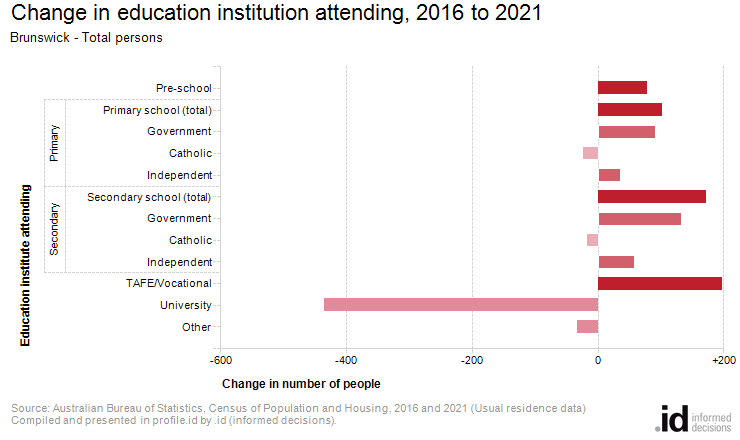 Change in education institution attending, 2016 to 2021
Brunswick - Total persons
Education institute attending
Pre-school
Primary
Primary school (total)
Government
Catholic
Independent
Secondary
Secondary school (total)
Government
Catholic
Independent
TAFE/Vocational
University
Other
-600 -400 -200 0 +200
Change in number of people
Source: Australian Bureau of Statistics, Census of Population and Housing, 2016 and 2021 (Usual residence data)
Compiled and presented in profile.id by .id (informed decisions).
.id informed
decisions